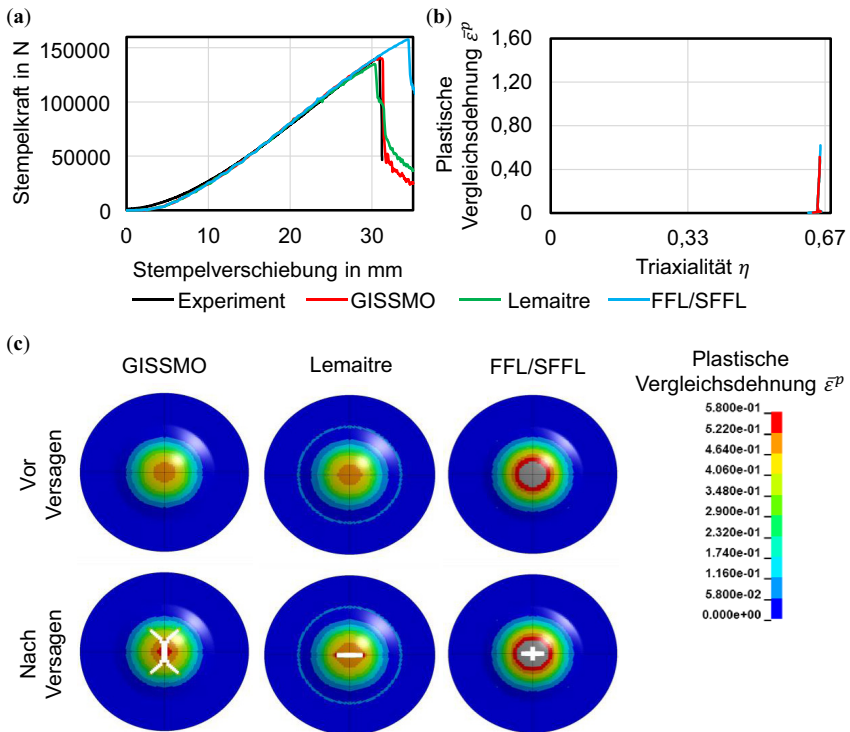 (a)
Stempelkraft in N
150000
100000
50000
0
0
10
20
30
Stempelverschiebung in mm
(b)
Plastische
Vergleichsdehnung ε̄ᵖ
1,60
1,20
0,80
0,40
0
0
0,33
0,67
Triaxialität η
Experiment
GISSMO
Lemaitre
FFL/SFFL
(c)
GISSMO
Lemaitre
FFL/SFFL
Vor
Versagen
Nach
Versagen
Plastische
Vergleichsdehnung ε̄ᵖ
5.800e-01
5.220e-01
4.640e-01
4.060e-01
3.480e-01
2.900e-01
2.320e-01
1.740e-01
1.160e-01
5.800e-02
0.000e+00